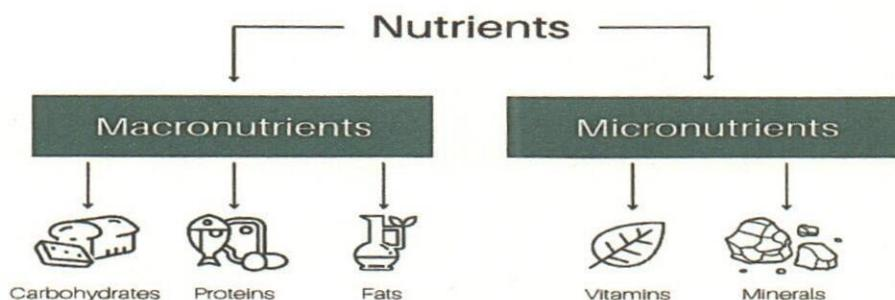 Nutrients
Macronutrients Micronutrients
Carbohydrates Proteins Fats Vitamins Minerals